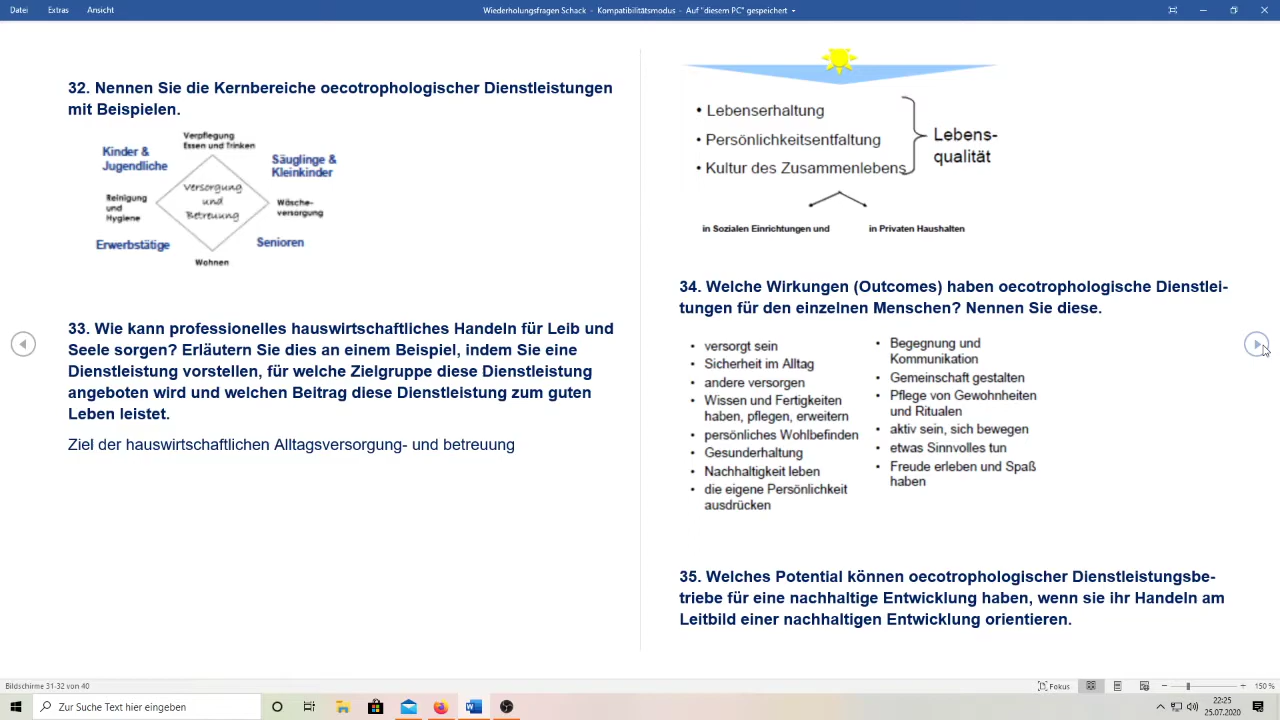 Datei Extras Ansicht
Wiederholungsfragen Schack - Kompatibilitätsmodus - Auf "diesem PC" gespeichert
32. Nennen Sie die Kernbereiche oecotrophologischer Dienstleistungen
mit Beispielen.
Verpflegung
Essen und Trinken
Kinder &
Jugendliche
Säuglinge &
Kleinkinder
Versorgung
und
Betreuung
Reinigung
und
Hygiene
Wäsche-
versorgung
Erwerbstätige
Senioren
Wohnen
33. Wie kann professionelles hauswirtschaftliches Handeln für Leib und
Seele sorgen? Erläutern Sie dies an einem Beispiel, indem Sie eine
Dienstleistung vorstellen, für welche Zielgruppe diese Dienstleistung
angeboten wird und welchen Beitrag diese Dienstleistung zum guten
Leben leistet.
Ziel der hauswirtschaftlichen Alltagsversorgung- und betreuung
• Lebenserhaltung
• Persönlichkeitsentfaltung
• Kultur des Zusammenlebens
Lebens-
qualität
in Sozialen Einrichtungen und
in Privaten Haushalten
34. Welche Wirkungen (Outcomes) haben oecotrophologische Dienstlei-
tungen für den einzelnen Menschen? Nennen Sie diese.
• versorgt sein
• Sicherheit im Alltag
• andere versorgen
• Wissen und Fertigkeiten
haben, pflegen, erweitern
• persönliches Wohlbefinden
• Gesunderhaltung
• Nachhaltigkeit leben
• die eigene Persönlichkeit
ausdrücken
• Begegnung und
Kommunikation
• Gemeinschaft gestalten
• Pflege von Gewohnheiten
und Ritualen
• aktiv sein, sich bewegen
• etwas Sinnvolles tun
• Freude erleben und Spaß
haben
35. Welches Potential können oecotrophologischer Dienstleistungsbe-
triebe für eine nachhaltige Entwicklung haben, wenn sie ihr Handeln am
Leitbild einer nachhaltigen Entwicklung orientieren.
Bildschirme 31-32 von 40
Fokus
150 %
Zur Suche Text hier eingeben
22:25
25.07.2020